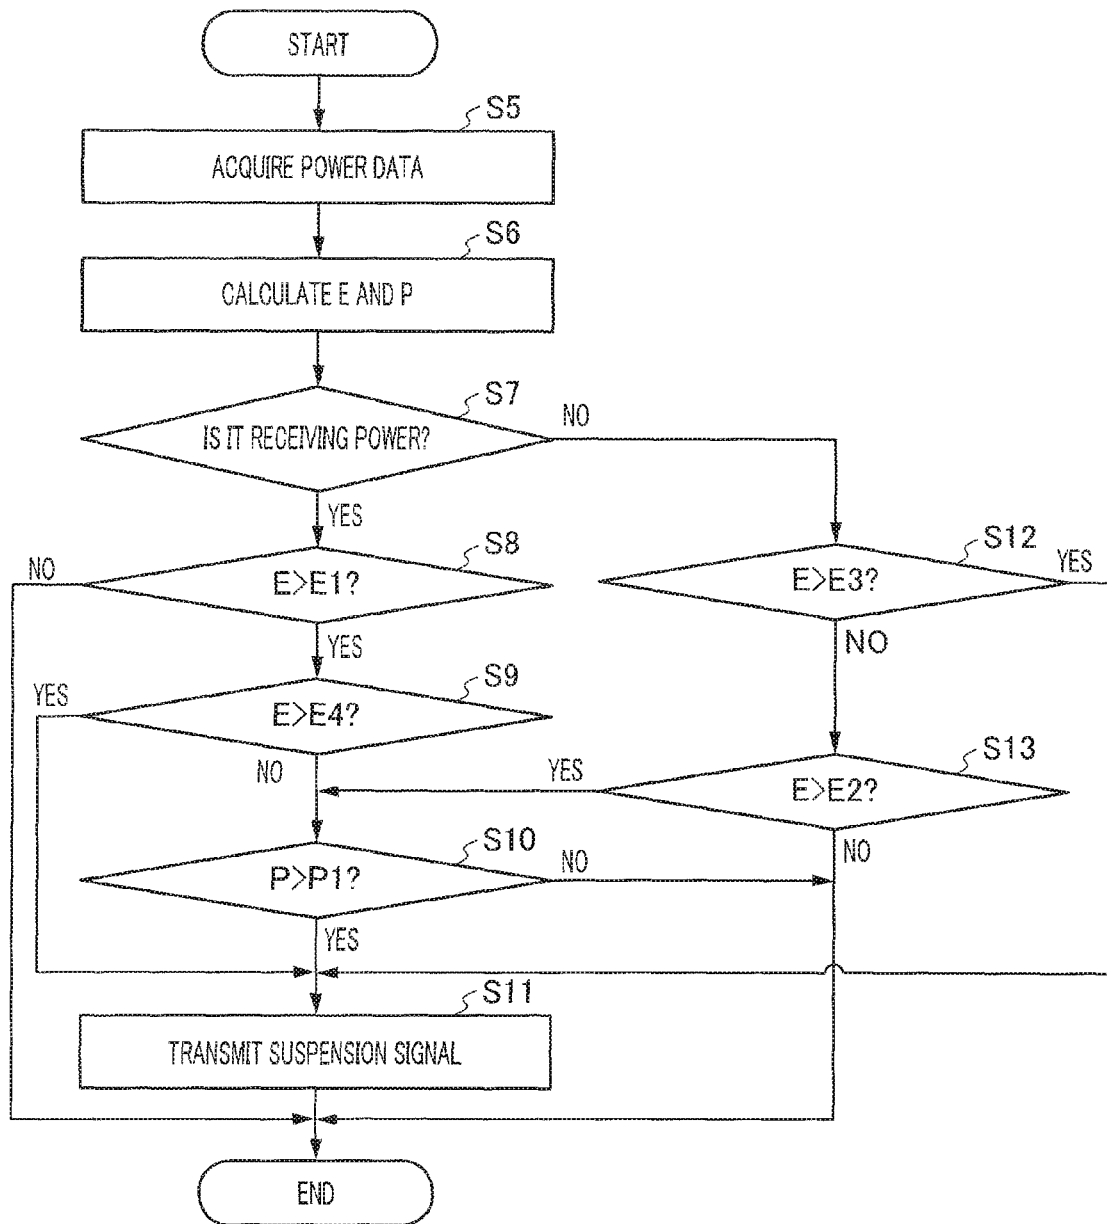 START
S5
ACQUIRE POWER DATA
S6
CALCULATE E AND P
S7
IS IT RECEIVING POWER?
NO
YES
S8
E>E1?
NO
YES
S12
E>E3?
YES
NO
S9
E>E4?
YES
NO
S13
E>E2?
YES
NO
S10
P>P1?
NO
YES
S11
TRANSMIT SUSPENSION SIGNAL
END